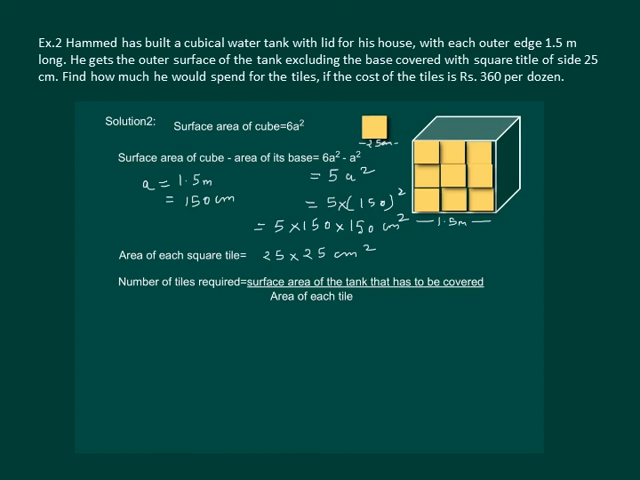 Ex.2 Hammed has built a cubical water tank with lid for his house, with each outer edge 1.5 m
long. He gets the outer surface of the tank excluding the base covered with square title of side 25
cm. Find how much he would spend for the tiles, if the cost of the tiles is Rs. 360 per dozen.
Solution2: Surface area of cube=6a²
25cm
Surface area of cube - area of its base= 6a² - a²
a = 1.5m = 5a²
= 150 cm = 5×(150)²
= 5×150×150 cm²
1.5m
Area of each square tile= 25×25 cm²
Number of tiles required=surface area of the tank that has to be covered
Area of each tile